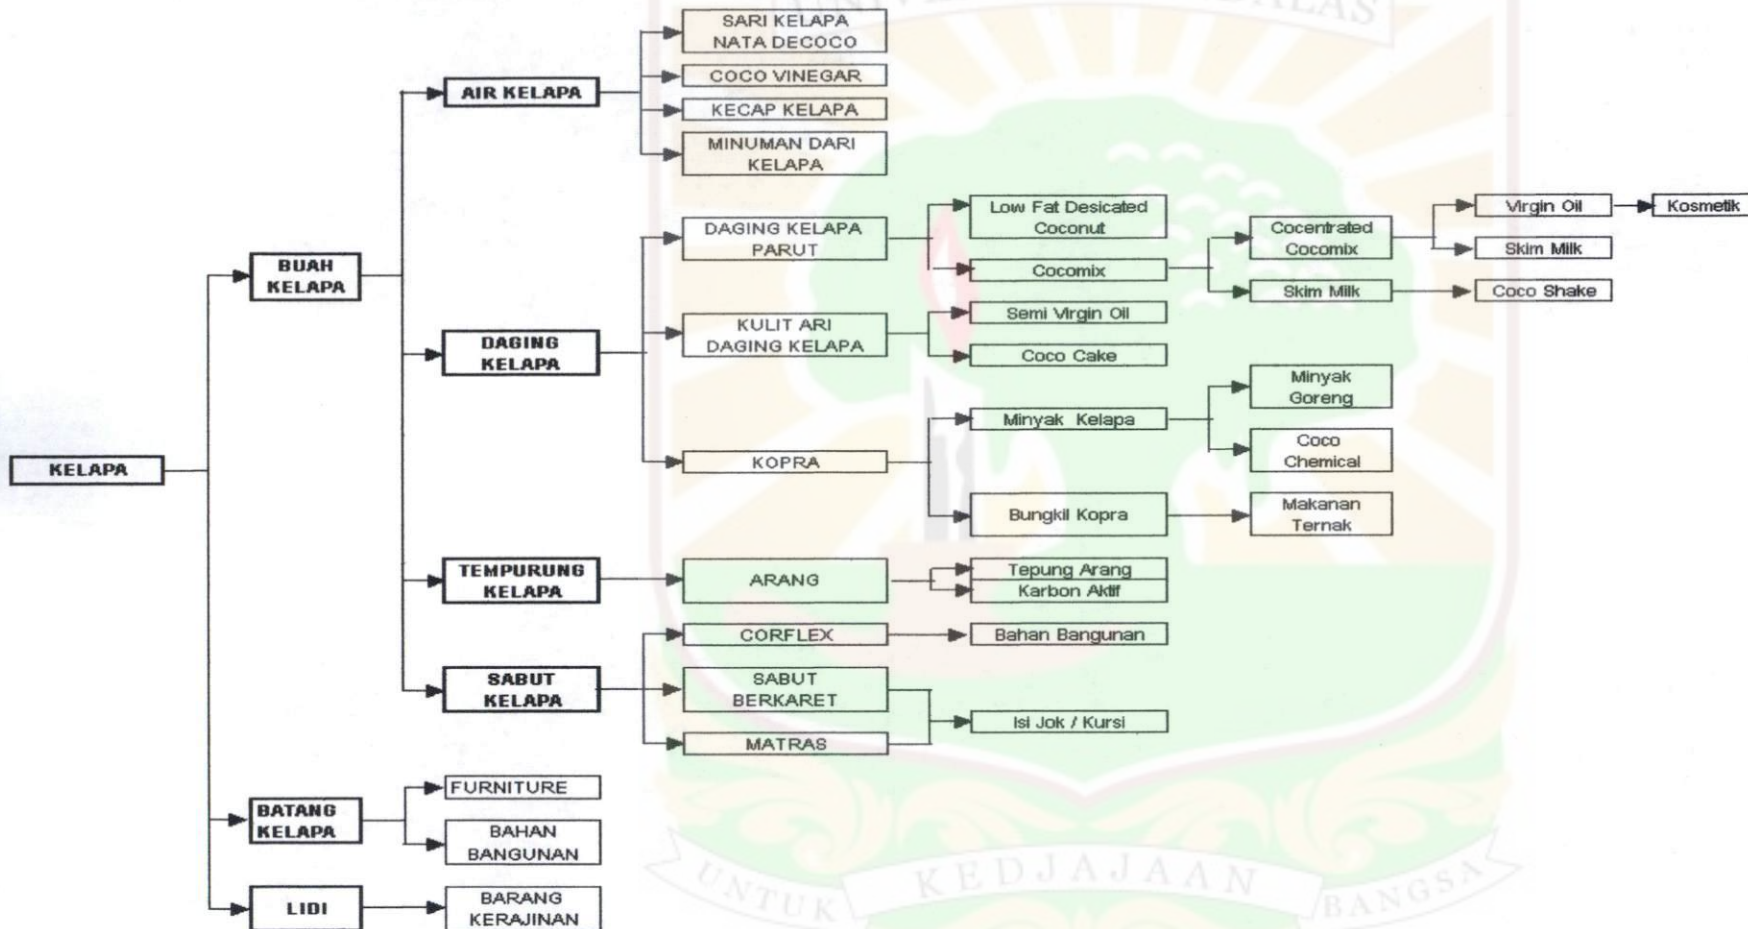 UNIVE
ALAS
SARI KELAPA
NATA DECOCO
COCO VINEGAR
KECAP KELAPA
MINUMAN DARI
KELAPA
AIR KELAPA
BUAH
KELAPA
DAGING KELAPA
PARUT
Low Fat Desicated
Coconut
Cocomix
Cocentrated
Cocomix
Skim Milk
Virgin Oil
Kosmetik
Skim Milk
Coco Shake
DAGING
KELAPA
KULIT ARI
DAGING KELAPA
Semi Virgin Oil
Coco Cake
KOPRA
Minyak Kelapa
Minyak
Goreng
Coco
Chemical
Bungkil Kopra
Makanan
Ternak
KELAPA
TEMPURUNG
KELAPA
ARANG
Tepung Arang
Karbon Aktif
SABUT
KELAPA
CORFLEX
Bahan Bangunan
SABUT
BERKARET
MATRAS
Isi Jok / Kursi
BATANG
KELAPA
FURNITURE
BAHAN
BANGUNAN
LIDI
BARANG
KERAJINAN
UNTUK KEDJAJAAN BANGSA